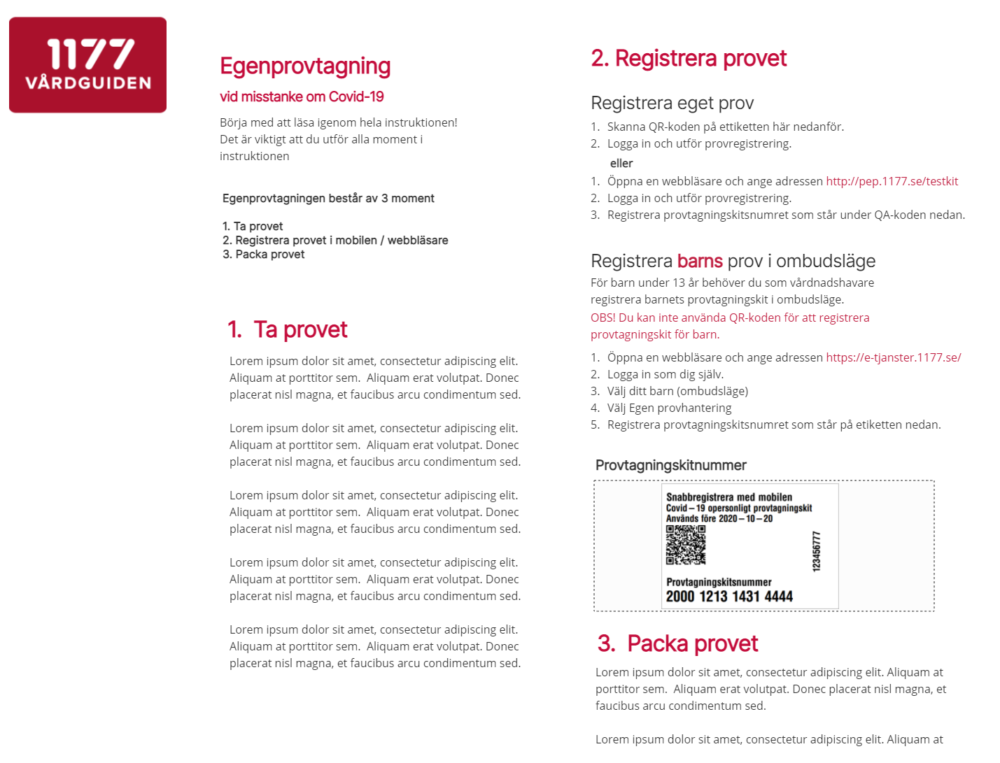 1177
VÅRDGUIDEN
Egenprovtagning
vid misstanke om Covid-19
Börja med att läsa igenom hela instruktionen!
Det är viktigt att du utför alla moment i
instruktionen
Egenprovtagningen består av 3 moment
1. Ta provet
2. Registrera provet i mobilen / webbläsare
3. Packa provet
1. Ta provet
Lorem ipsum dolor sit amet, consectetur adipiscing elit.
Aliquam at porttitor sem. Aliquam erat volutpat. Donec
placerat nisl magna, et faucibus arcu condimentum sed.
Lorem ipsum dolor sit amet, consectetur adipiscing elit.
Aliquam at porttitor sem. Aliquam erat volutpat. Donec
placerat nisl magna, et faucibus arcu condimentum sed.
Lorem ipsum dolor sit amet, consectetur adipiscing elit.
Aliquam at porttitor sem. Aliquam erat volutpat. Donec
placerat nisl magna, et faucibus arcu condimentum sed.
Lorem ipsum dolor sit amet, consectetur adipiscing elit.
Aliquam at porttitor sem. Aliquam erat volutpat. Donec
placerat nisl magna, et faucibus arcu condimentum sed.
Lorem ipsum dolor sit amet, consectetur adipiscing elit.
Aliquam at porttitor sem. Aliquam erat volutpat. Donec
placerat nisl magna, et faucibus arcu condimentum sed.
2. Registrera provet
Registrera eget prov
1. Skanna QR-koden på ettiketten här nedanför.
2. Logga in och utför provregistrering.
eller
1. Öppna en webbläsare och ange adressen http://pep.1177.se/testkit
2. Logga in och utför provregistrering.
3. Registrera provtagningskitsnumret som står under QA-koden nedan.
Registrera barns prov i ombudsläge
För barn under 13 år behöver du som vårdnadshavare
registrera barnets provtagningskit i ombudsläge.
OBS! Du kan inte använda QR-koden för att registrera
provtagningskit för barn.
1. Öppna en webbläsare och ange adressen https://e-tjanster.1177.se/
2. Logga in som dig själv.
3. Välj ditt barn (ombudsläge)
4. Välj Egen provhantering
5. Registrera provtagningskitsnumret som står på etiketten nedan.
Provtagningskitnummer
Snabbregistrera med mobilen
Covid – 19 opersonligt provtagningskit
Används före 2020 – 10 – 20
123456777
Provtagningskitsnummer
2000 1213 1431 4444
3. Packa provet
Lorem ipsum dolor sit amet, consectetur adipiscing elit. Aliquam at
porttitor sem. Aliquam erat volutpat. Donec placerat nisl magna, et
faucibus arcu condimentum sed.
Lorem ipsum dolor sit amet, consectetur adipiscing elit. Aliquam at